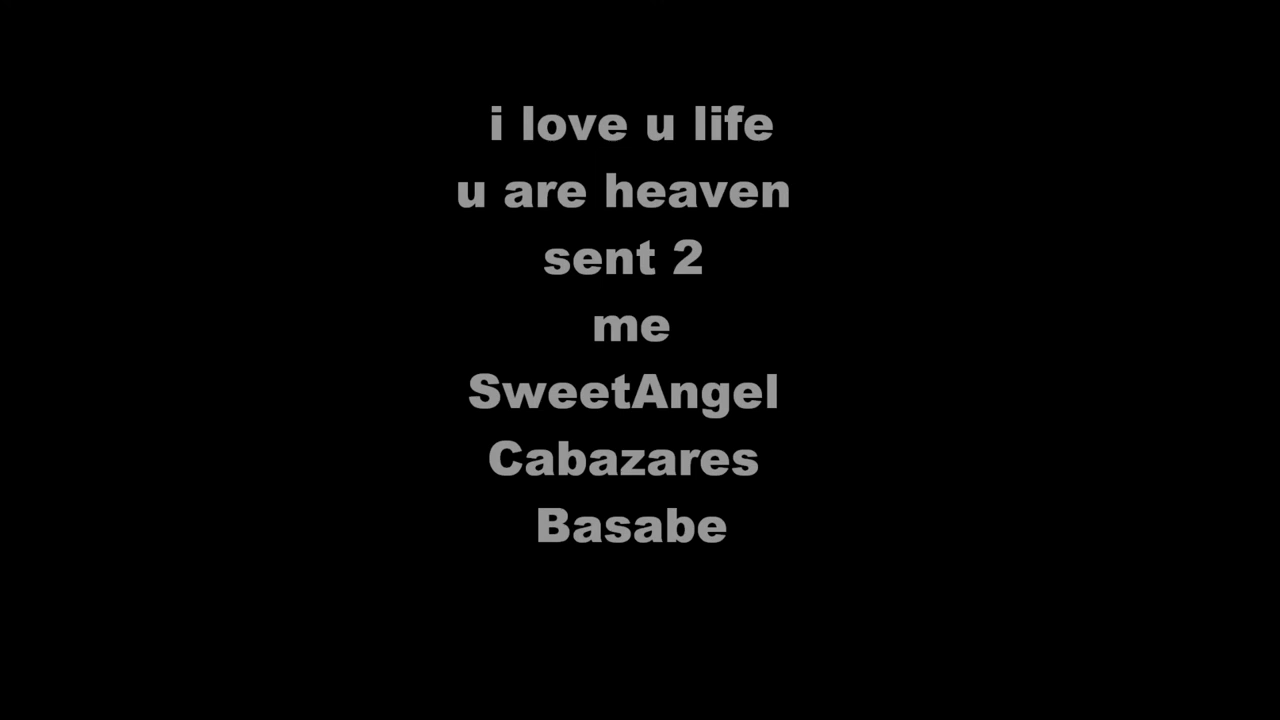 i love u life
u are heaven
sent 2
me
SweetAngel
Cabazares
Basabe